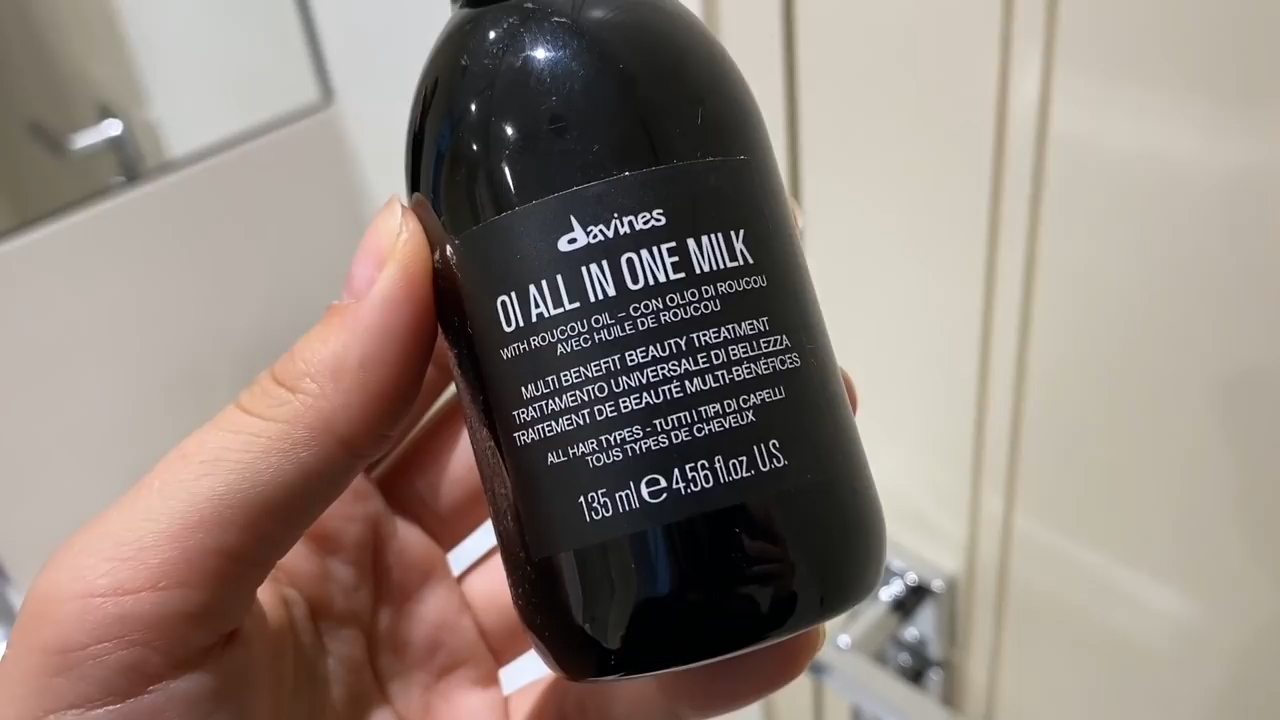 davines
OI ALL IN ONE MILK
WITH ROUCOU OIL – CON OLIO DI ROUCOU
AVEC HUILE DE ROUCOU
MULTI BENEFIT BEAUTY TREATMENT
TRATTAMENTO UNIVERSALE DI BELLEZZA
TRAITEMENT DE BEAUTÉ MULTI-BÉNÉFICES
ALL HAIR TYPES - TUTTI I TIPI DI CAPELLI
TOUS TYPES DE CHEVEUX
135 ml e 4.56 fl.oz. U.S.